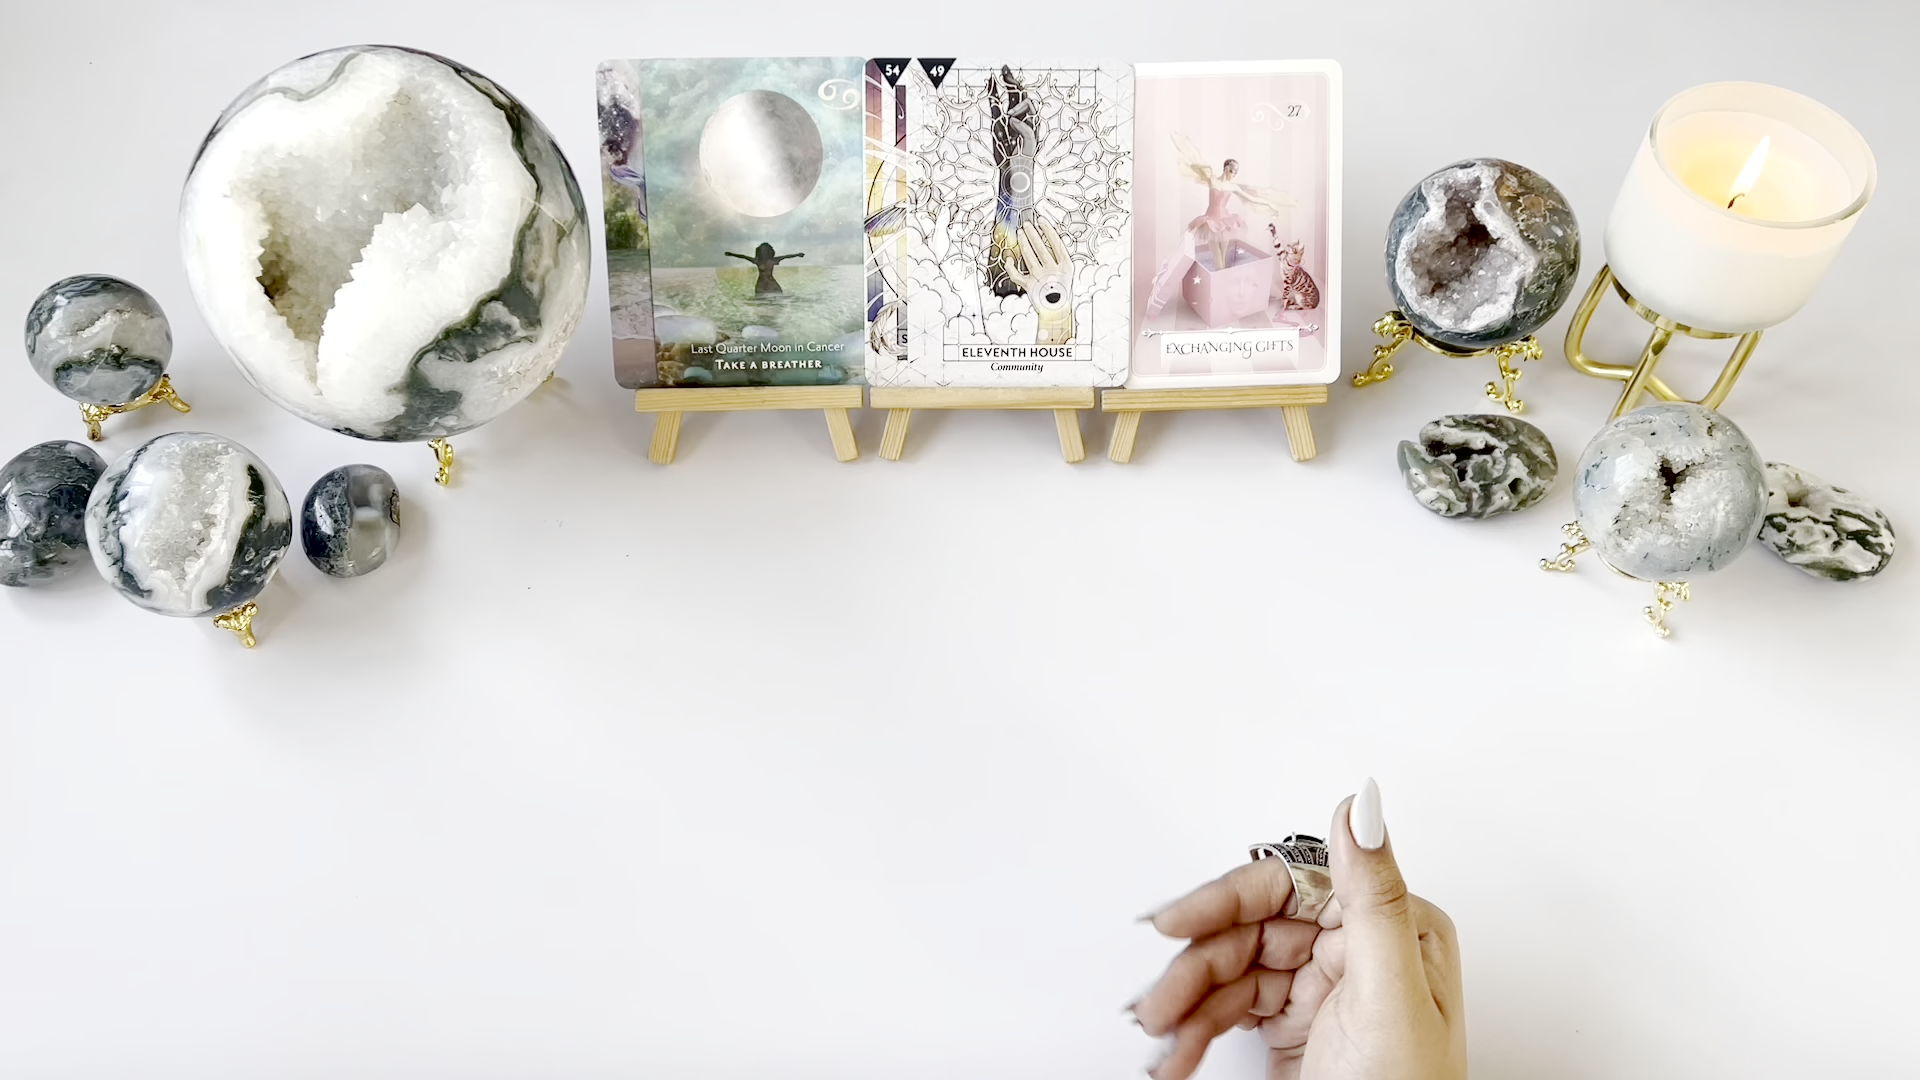 Last Quarter Moon in Cancer
TAKE A BREATHER
54
49
S
ELEVENTH HOUSE
Community
27
EXCHANGING GIFTS